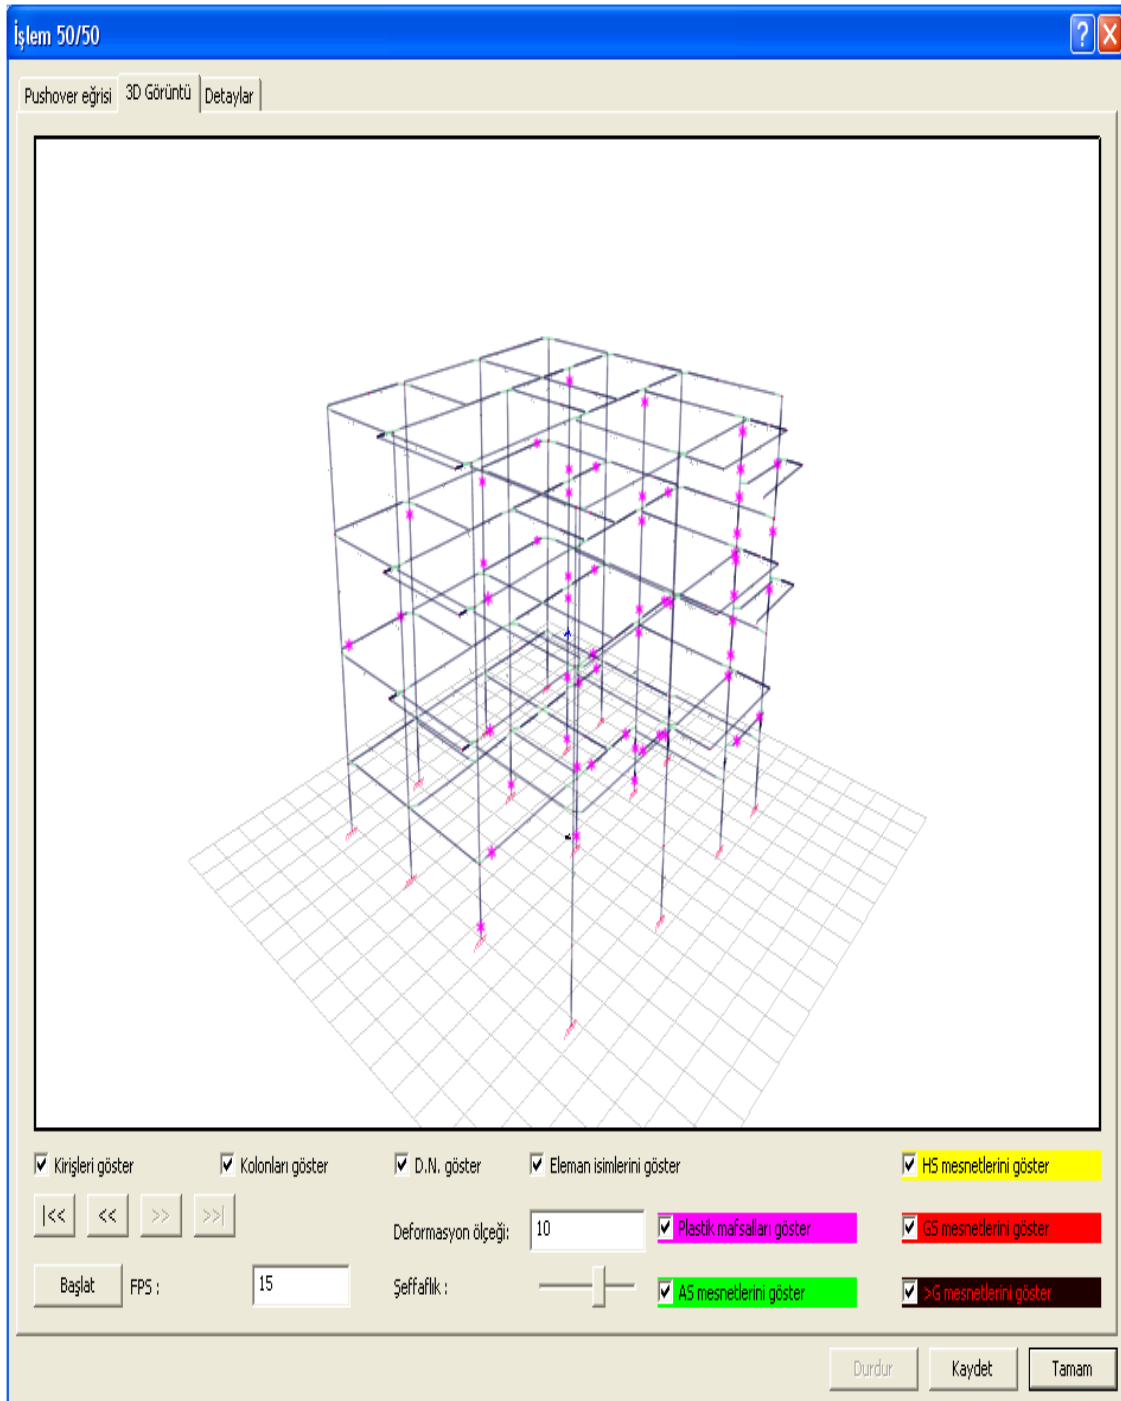 İşlem 50/50
Pushover eğrisi 3D Görüntü Detaylar
Kirişleri göster Kolonları göster D.N. göster Eleman isimlerini göster HS mesnetlerini göster
|<< << >> >>| Deformasyon ölçeği: 10 Plastik mafsalları göster GS mesnetlerini göster
Başlat FPS : 15 Şeffaflık : AS mesnetlerini göster >G mesnetlerini göster
Durdur Kaydet Tamam